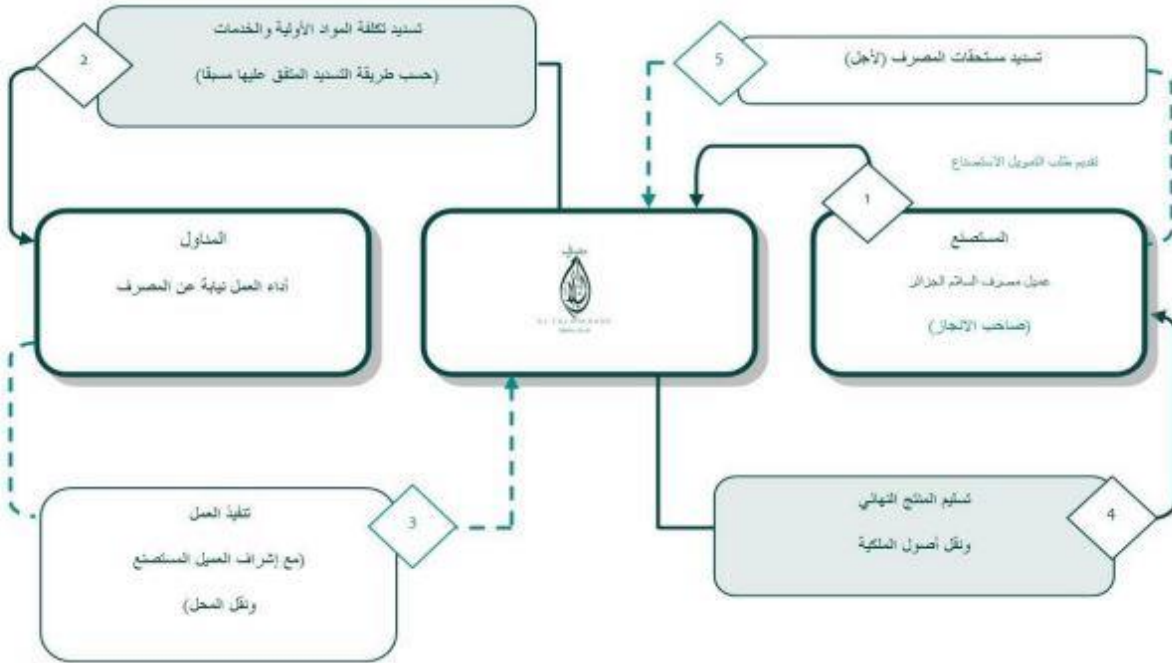 تسديد تكلفة المواد الأولية والخدمات
(حسب طريقة التسديد المتفق عليها مسبقا)
2
تسديد مستحقات المصرف (لأجل)
5
تقديم طلب التمويل الاستصناع
1
المستصنع
عميل مصرف السلام الجزائر
(صاحب الانجاز)
المناول
أداء العمل نيابة عن المصرف
تنفيذ العمل
(مع إشراف العميل المستصنع
ونقل المحل)
3
تسليم المنتج النهائي
ونقل أصول الملكية
4